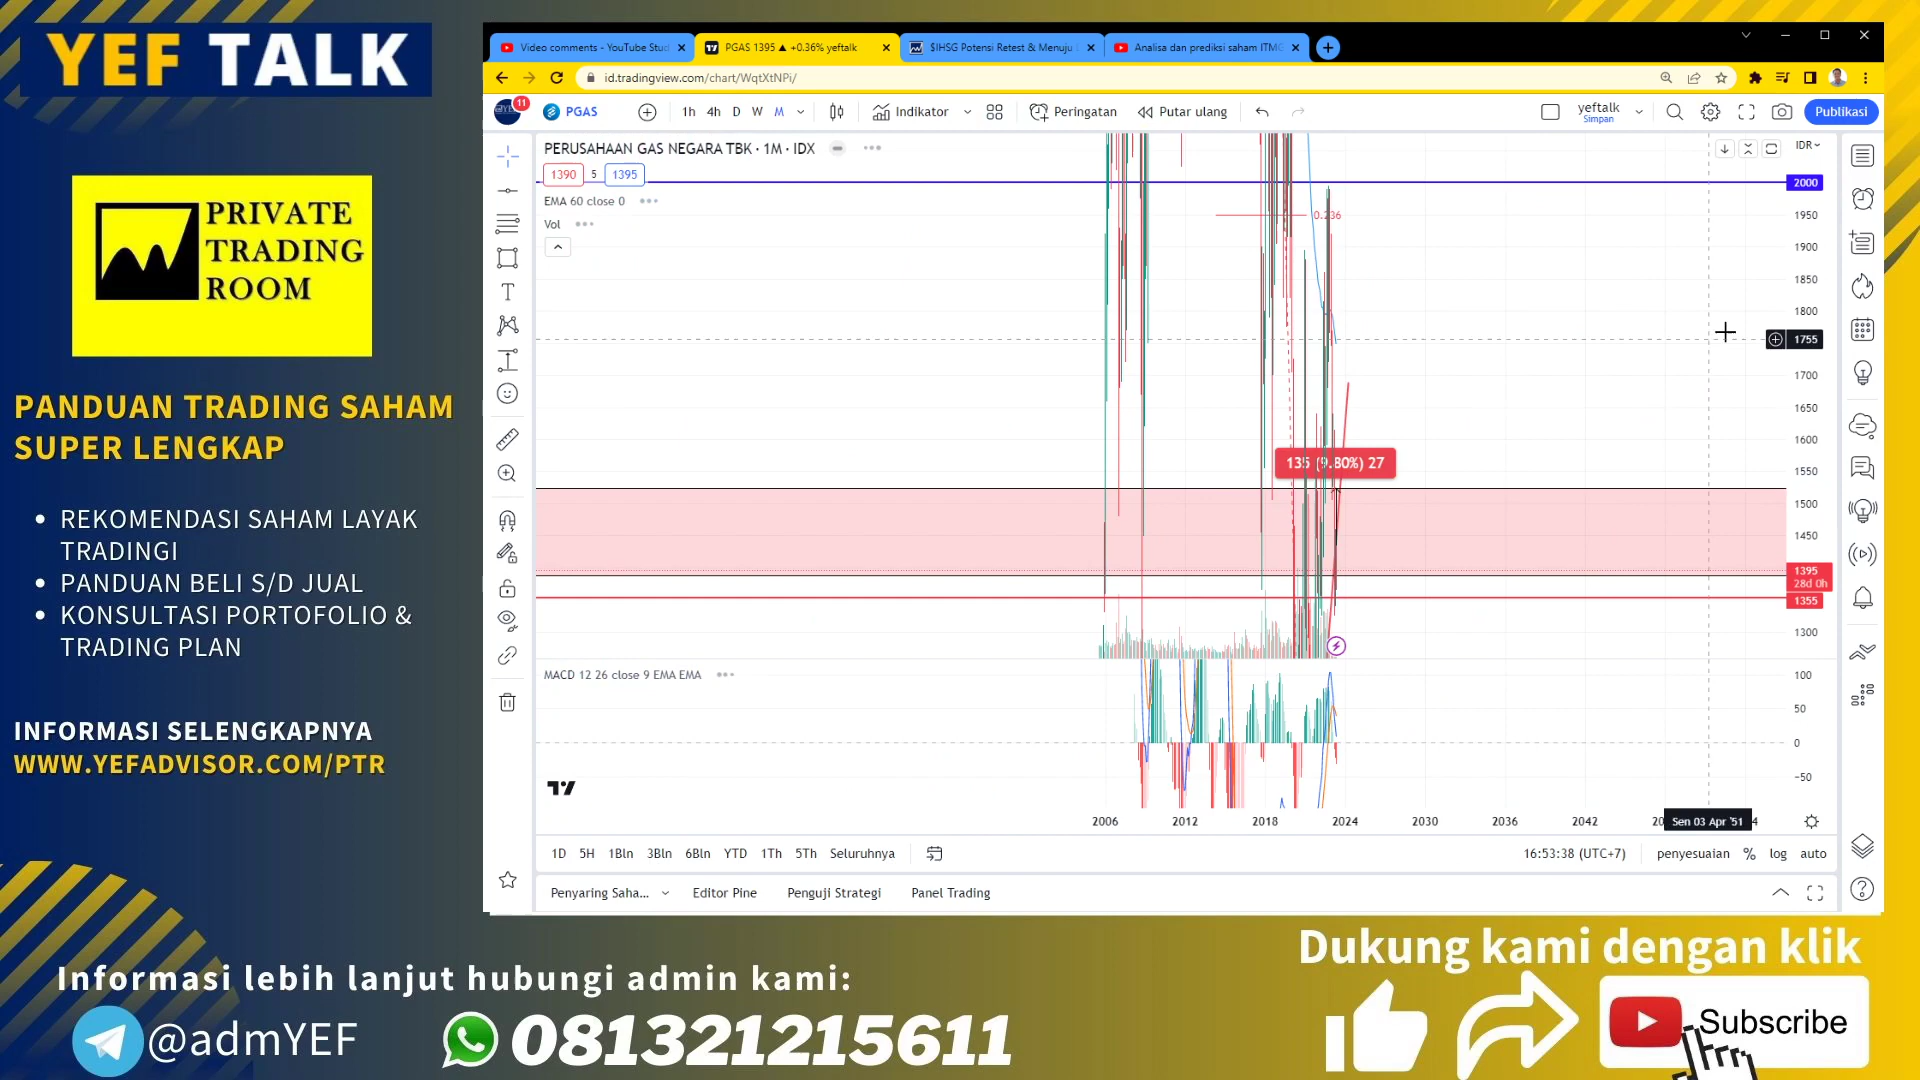 YEF TALK
PRIVATE
TRADING
ROOM
PANDUAN TRADING SAHAM
SUPER LENGKAP
REKOMENDASI SAHAM LAYAK
TRADINGI
PANDUAN BELI S/D JUAL
KONSULTASI PORTOFOLIO &
TRADING PLAN
INFORMASI SELENGKAPNYA
WWW.YEFADVISOR.COM/PTR
Video comments - YouTube Stud
PGAS 1395 ▲ +0.36% yeftalk
$IHSG Potensi Retest & Menuju
Analisa dan prediksi saham ITMG
id.tradingview.com/chart/WqtXtNPi/
11
PGAS
1h 4h D W M
Indikator
Peringatan
Putar ulang
yeftalk
Simpan
Publikasi
PERUSAHAAN GAS NEGARA TBK · 1M · IDX
IDR
1390 5 1395
EMA 60 close 0
Vol
0.236
135 (9.80%) 27
2000
1950
1900
1850
1800
1755
1700
1650
1600
1550
1500
1450
1395
28d 0h
1355
1300
MACD 12 26 close 9 EMA EMA
100
50
0
−50
2006 2012 2018 2024 2030 2036 2042 Sen 03 Apr '51
1D 5H 1Bln 3Bln 6Bln YTD 1Th 5Th Seluruhnya
16:53:38 (UTC+7) penyesuaian % log auto
Penyaring Saha... Editor Pine Penguji Strategi Panel Trading
Dukung kami dengan klik
Informasi lebih lanjut hubungi admin kami:
@admYEF
081321215611
Subscribe